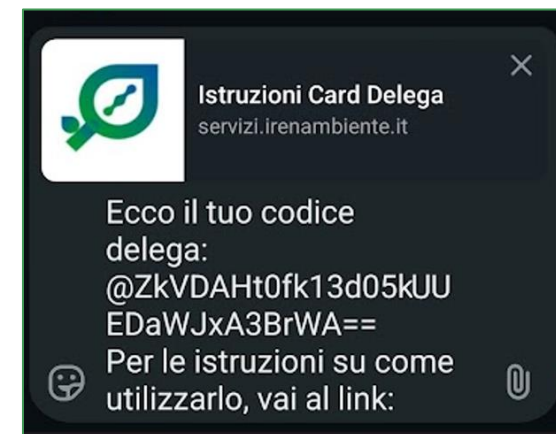 Istruzioni Card Delega
servizi.irenambiente.it
Ecco il tuo codice
delega:
@ZkVDAHt0fk13d05kUU
EDaWJxA3BrWA==
Per le istruzioni su come
utilizzarlo, vai al link: